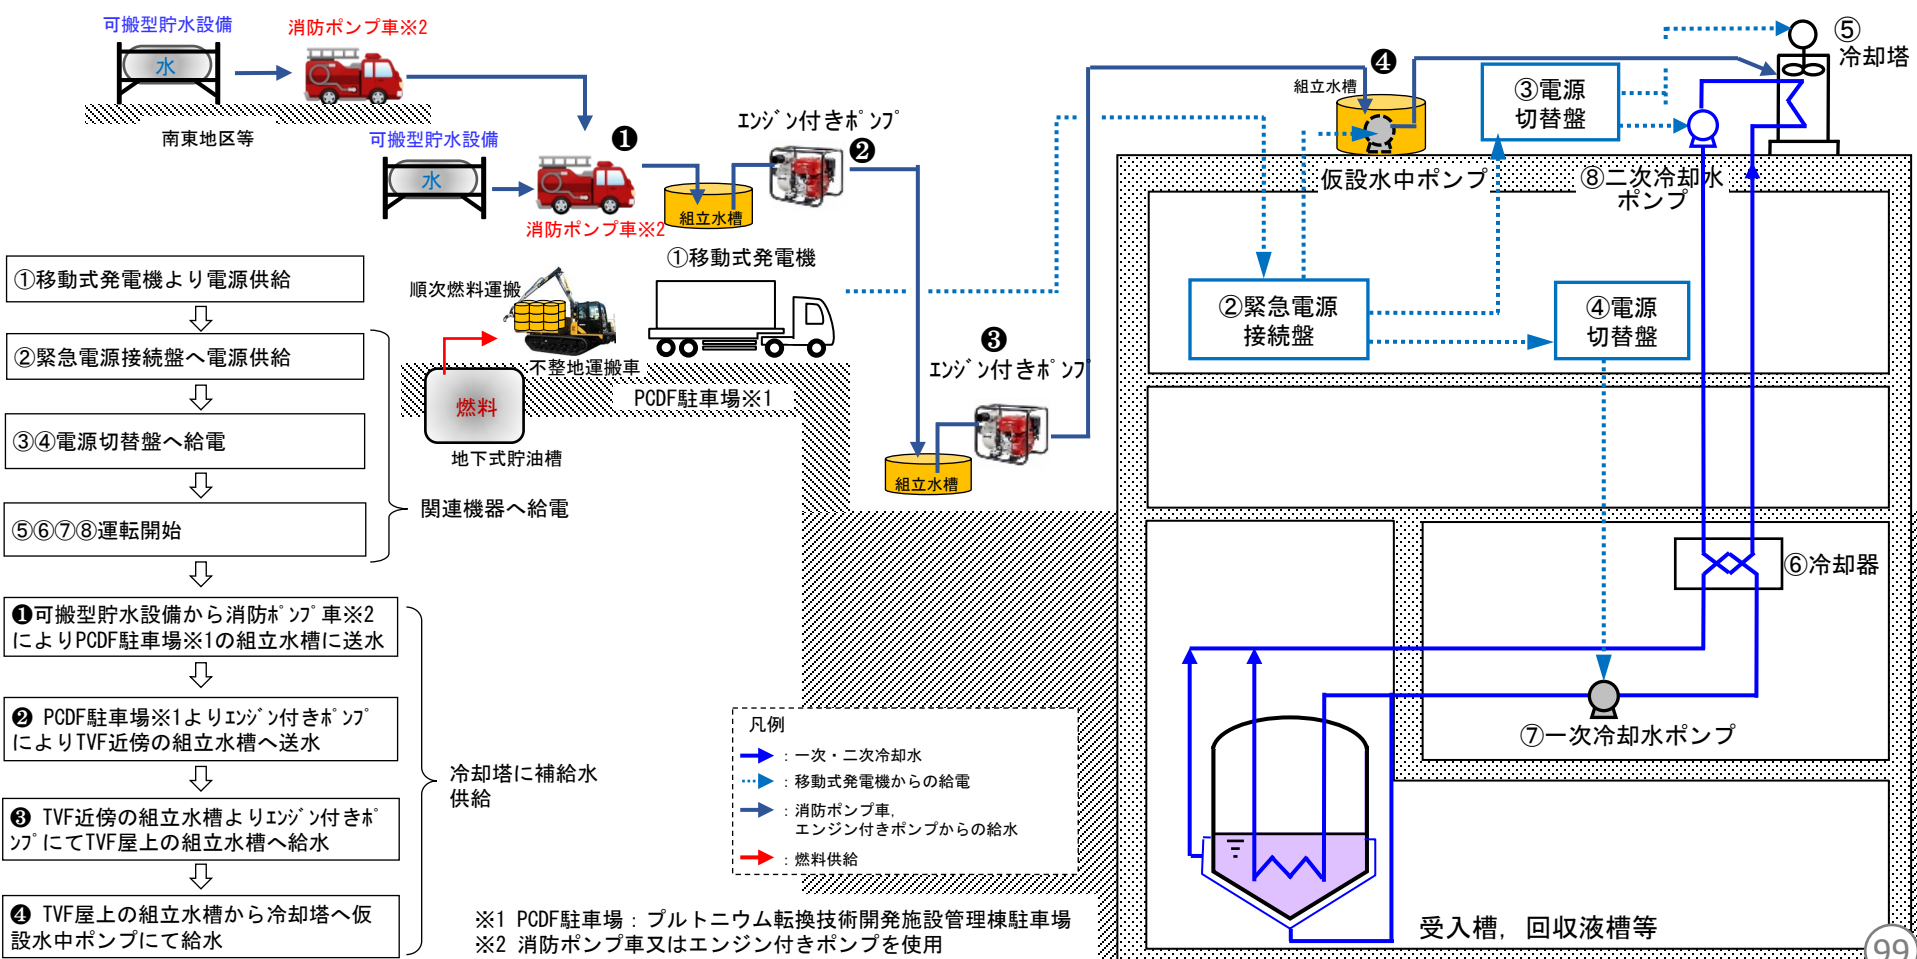 可搬型貯水設備
消防ポンプ車※2
水
南東地区等
可搬型貯水設備
水
消防ポンプ車※2
❶
組立水槽
エンジン付きポンプ
❷
①移動式発電機
順次燃料運搬
不整地運搬車
燃料
地下式貯油槽
PCDF駐車場※1
❸
エンジン付きポンプ
組立水槽
❹
組立水槽
仮設水中ポンプ
③電源
切替盤
⑤
冷却塔
⑧二次冷却水
ポンプ
②緊急電源
接続盤
④電源
切替盤
⑥冷却器
⑦一次冷却水ポンプ
受入槽，回収液槽等
①移動式発電機より電源供給
②緊急電源接続盤へ電源供給
③④電源切替盤へ給電
⑤⑥⑦⑧運転開始
関連機器へ給電
❶可搬型貯水設備から消防ポンプ車※2
によりPCDF駐車場※1の組立水槽に送水
❷ PCDF駐車場※1よりエンジン付きポンプ
によりTVF近傍の組立水槽へ送水
❸ TVF近傍の組立水槽よりエンジン付きポ
ンプにてTVF屋上の組立水槽へ給水
❹ TVF屋上の組立水槽から冷却塔へ仮
設水中ポンプにて給水
冷却塔に補給水
供給
凡例
：一次・二次冷却水
：移動式発電機からの給電
：消防ポンプ車，
エンジン付きポンプからの給水
：燃料供給
※1 PCDF駐車場：プルトニウム転換技術開発施設管理棟駐車場
※2 消防ポンプ車又はエンジン付きポンプを使用
99